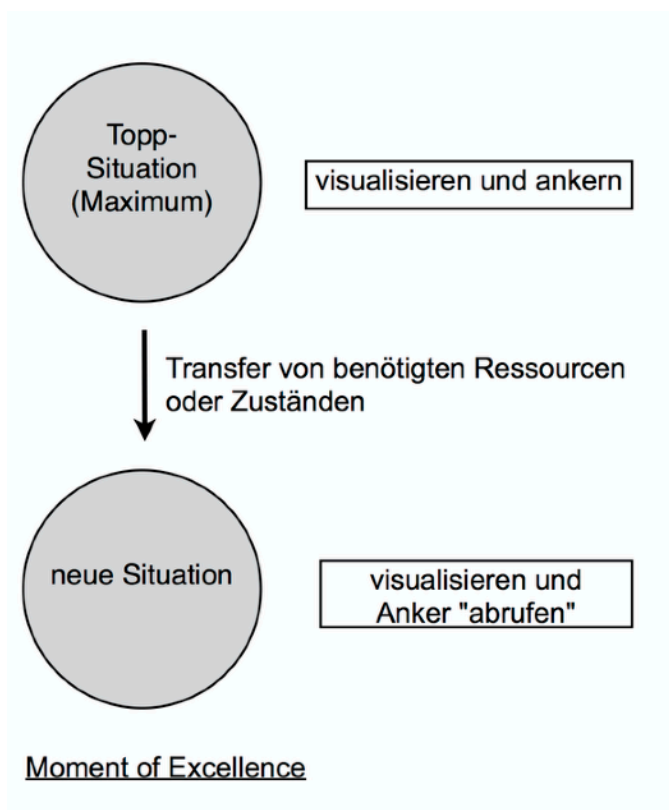 Topp-
Situation
(Maximum)
visualisieren und ankern
Transfer von benötigten Ressourcen
oder Zuständen
neue Situation
visualisieren und
Anker "abrufen"
Moment of Excellence